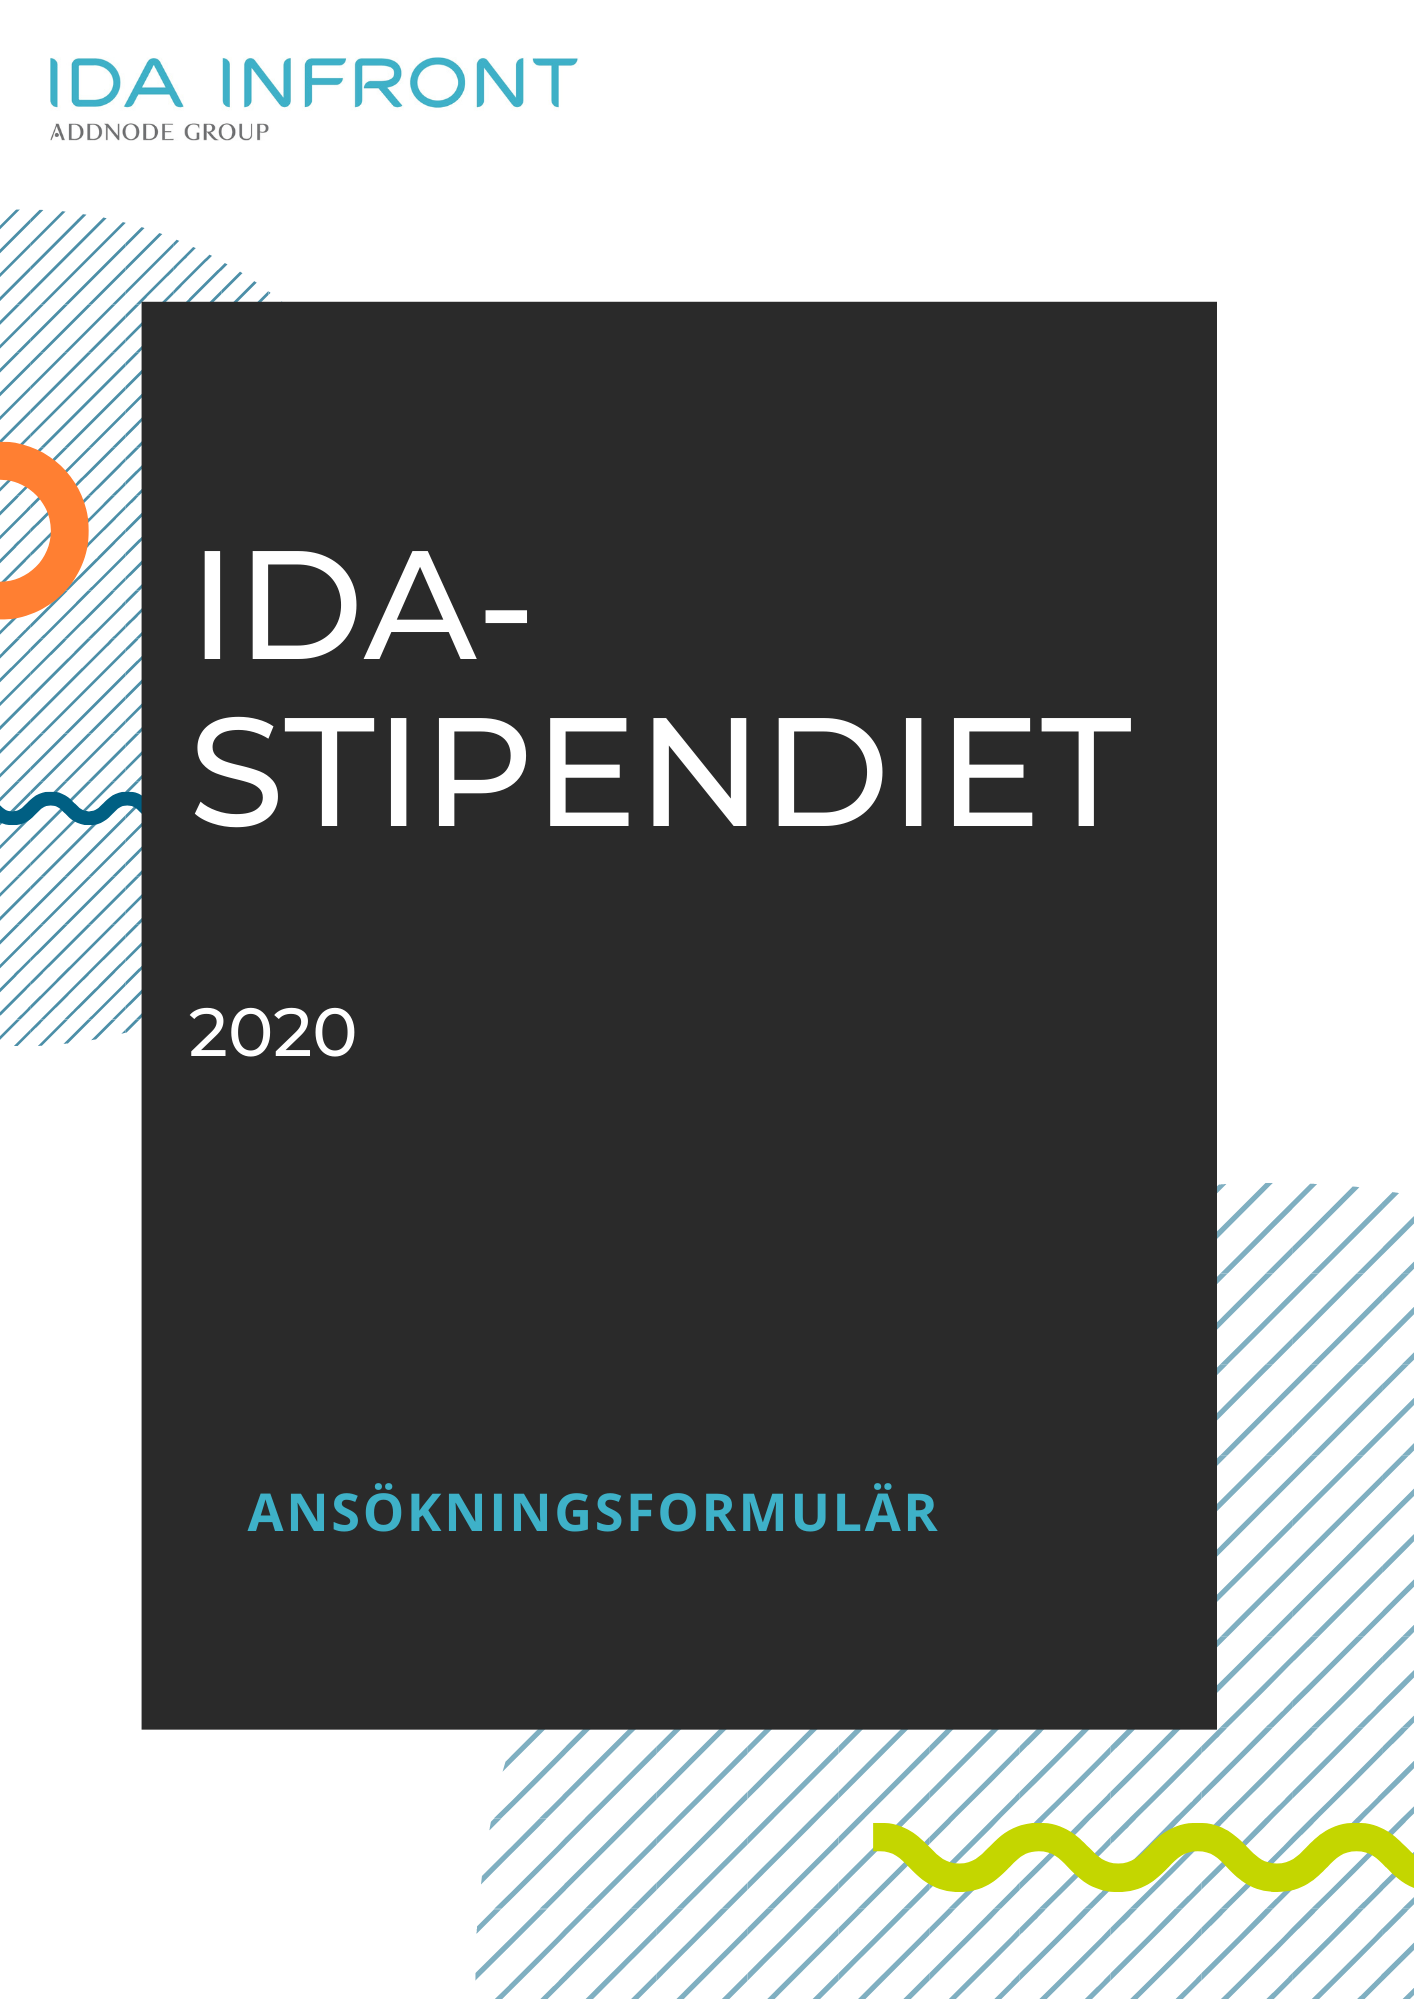 IDA INFRONT
ADDNODE GROUP
IDA-
STIPENDIET
2020
ANSÖKNINGSFORMULÄR